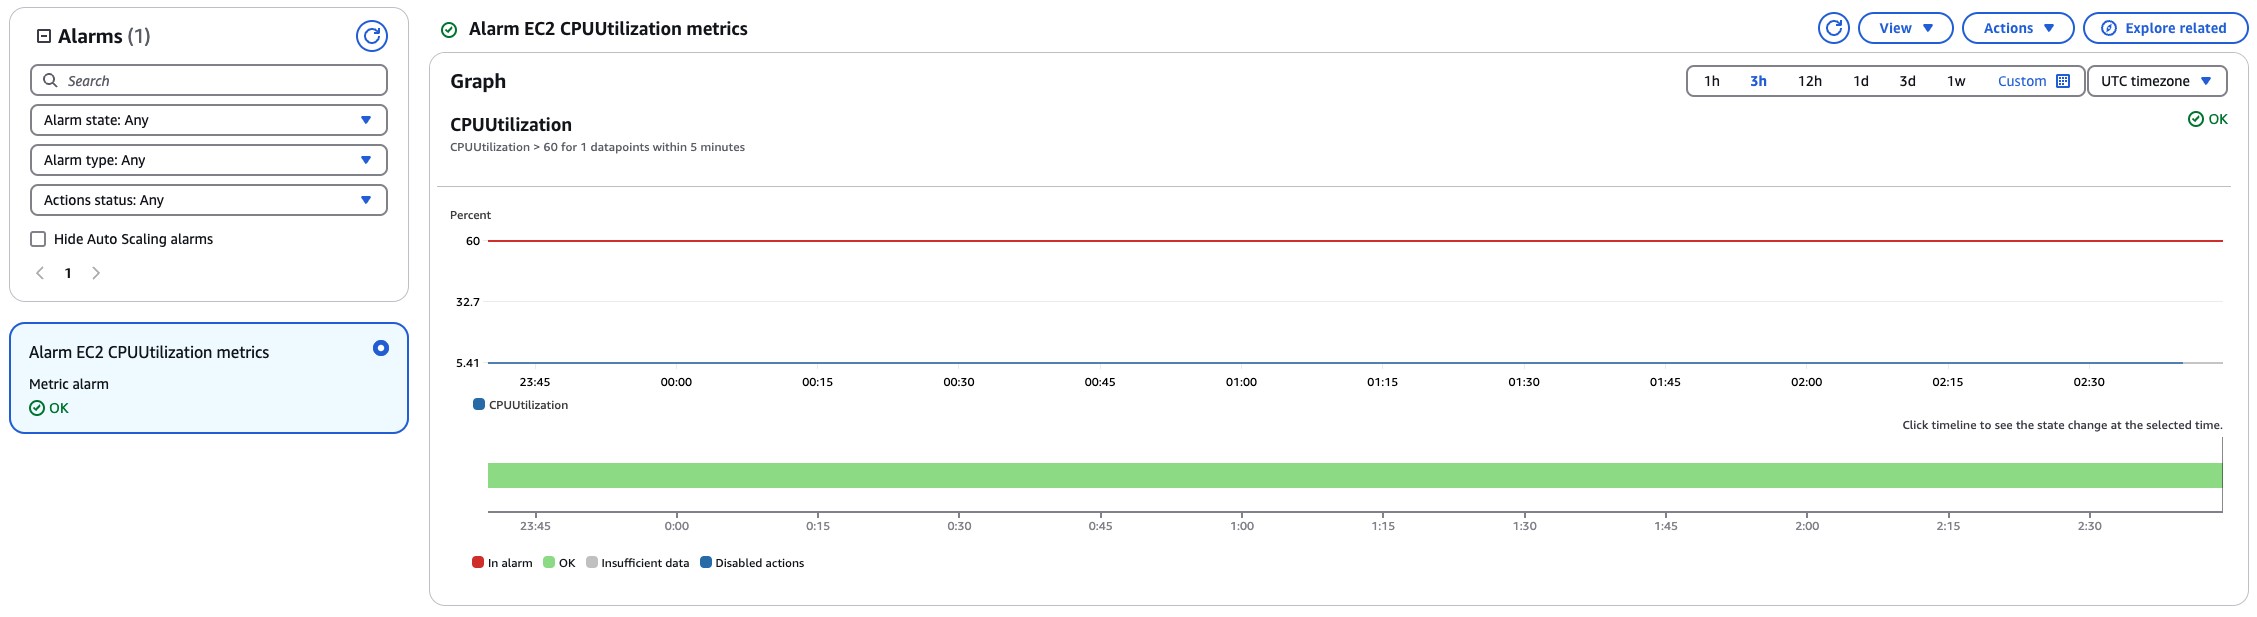 Alarms (1)
Search
Alarm state: Any
Alarm type: Any
Actions status: Any
Hide Auto Scaling alarms
1
Alarm EC2 CPUUtilization metrics
Metric alarm
OK
Alarm EC2 CPUUtilization metrics
View
Actions
Explore related
Graph
1h 3h 12h 1d 3d 1w Custom
UTC timezone
CPUUtilization
OK
CPUUtilization > 60 for 1 datapoints within 5 minutes
Percent
60
32.7
5.41
23:45 00:00 00:15 00:30 00:45 01:00 01:15 01:30 01:45 02:00 02:15 02:30
CPUUtilization
Click timeline to see the state change at the selected time.
23:45 0:00 0:15 0:30 0:45 1:00 1:15 1:30 1:45 2:00 2:15 2:30
In alarm OK Insufficient data Disabled actions